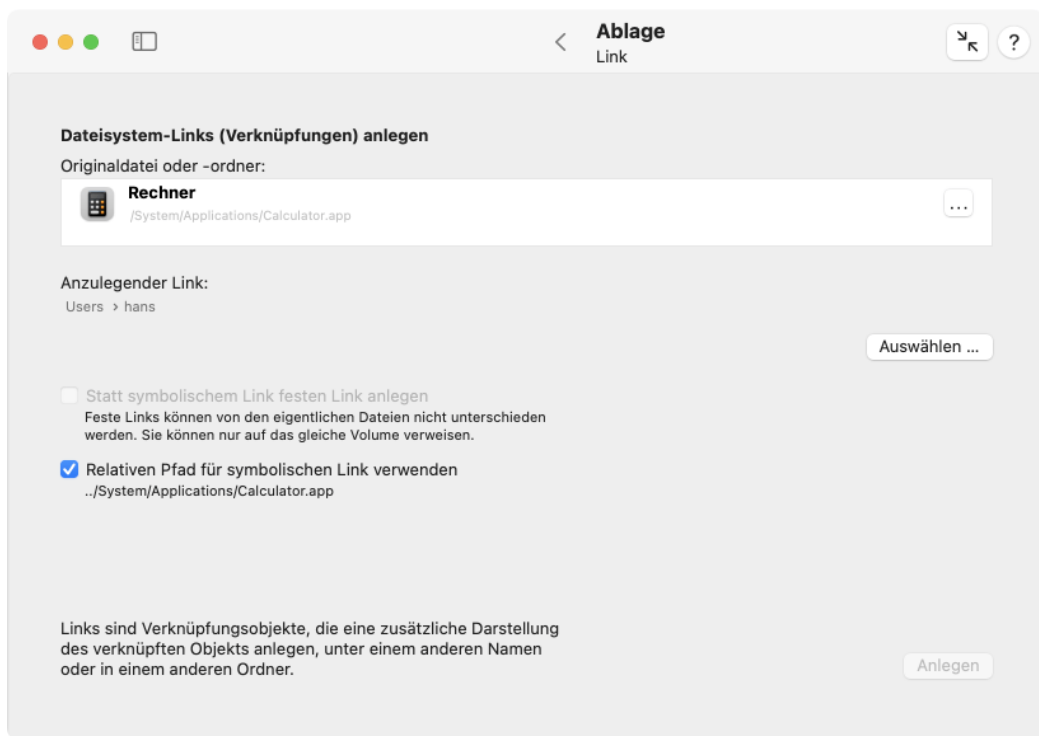 Ablage
Link
?
Dateisystem-Links (Verknüpfungen) anlegen
Originaldatei oder -ordner:
Rechner
/System/Applications/Calculator.app
...
Anzulegender Link:
Users › hans
Auswählen ...
Statt symbolischem Link festen Link anlegen
Feste Links können von den eigentlichen Dateien nicht unterschieden
werden. Sie können nur auf das gleiche Volume verweisen.
Relativen Pfad für symbolischen Link verwenden
../System/Applications/Calculator.app
Links sind Verknüpfungsobjekte, die eine zusätzliche Darstellung
des verknüpften Objekts anlegen, unter einem anderen Namen
oder in einem anderen Ordner.
Anlegen